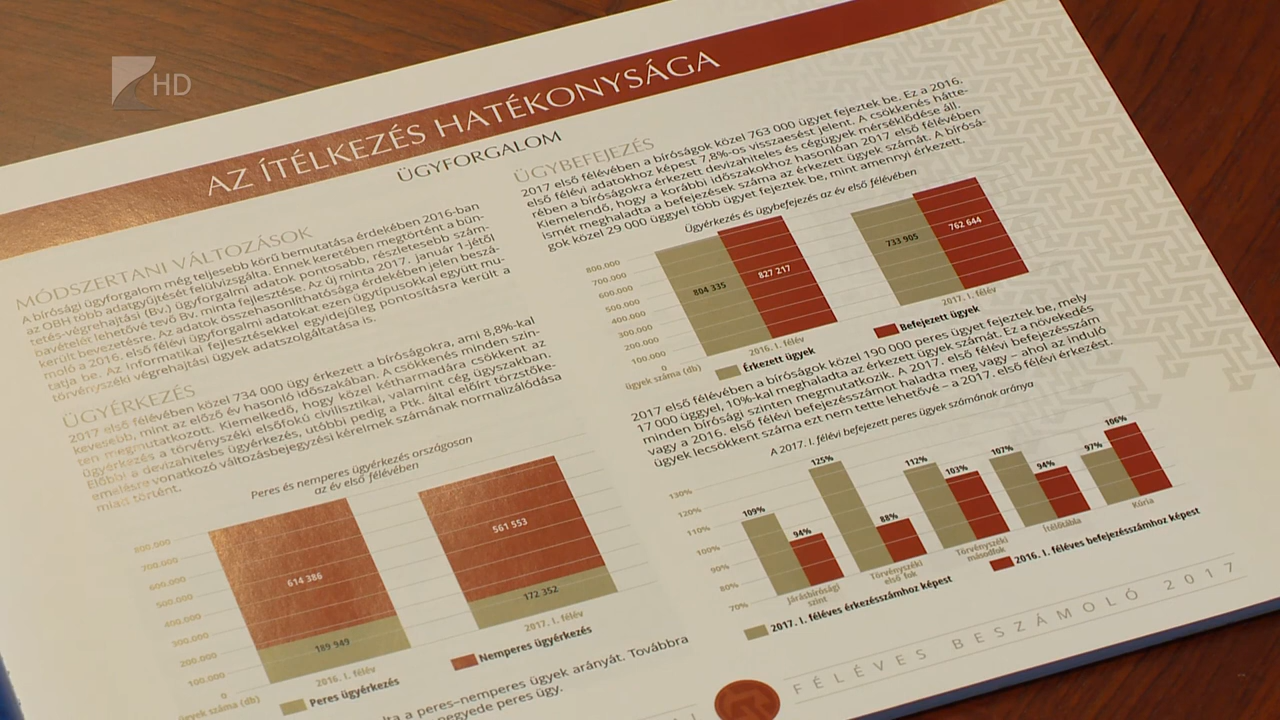 HD
AZ ÍTÉLKEZÉS HATÉKONYSÁGA
ÜGYFORGALOM
MÓDSZERTANI VÁLTOZÁSOK
A bírósági ügyforgalom még teljesebb körű bemutatása érdekében 2016-ban
az OBH több adatgyűjtését felülvizsgálta. Ennek keretében megtörtént a bün-
tetés-végrehajtási (Bv.) ügyforgalmi adatok pontosabb, részletesebb szám-
bavételét lehetővé tevő Bv. minta fejlesztése. Az új minta 2017. január 1-jétől
került bevezetésre. Az adatok összehasonlíthatósága érdekében jelen beszá-
moló a 2016. első félévi ügyforgalmi adatokat ezen ügytípusokkal együtt mu-
tatja be. Az informatikai fejlesztésekkel egyidejűleg pontosításra került a
törvényszéki végrehajtási ügyek adatszolgáltatása is.
ÜGYÉRKEZÉS
2017 első félévében közel 734 000 ügy érkezett a bíróságokra, ami 8,8%-kal
kevesebb, mint az előző év hasonló időszakában. A csökkenés minden szin-
ten megmutatkozott. Kiemelkedő, hogy közel kétharmadára csökkent az
ügyérkezés a törvényszéki elsőfokú civilisztikai, valamint cég ügyszakban.
Előbbi a devizahiteles ügyérkezés, utóbbi pedig a Ptk. által előírt törzstőke-
emelésre vonatkozó változásbejegyzési kérelmek számának normalizálódása
miatt történt.
Peres és nemperes ügyérkezés országosan
az év első félévében
800.000
700.000
600.000
500.000
400.000
300.000
200.000
100.000
0
ügyek száma (db)
614 386
189 949
2016. I. félév
561 553
172 352
2017. I. félév
Peres ügyérkezés
Nemperes ügyérkezés
lta a peres–nemperes ügyek arányát. Továbbra
negyede peres ügy.
ÜGYBEFEJEZÉS
2017 első félévében a bíróságok közel 763 000 ügyet fejeztek be. Ez a 2016.
első félévi adatokhoz képest 7,8%-os visszaesést jelent. A csökkenés hátte-
rében a bíróságokra érkezett devizahiteles és cégügyek mérséklődése áll.
Kiemelendő, hogy a korábbi időszakokhoz hasonlóan 2017 első félévében
ismét meghaladta a befejezések száma az érkezett ügyek számát. A bírósá-
gok közel 29 000 üggyel több ügyet fejeztek be, mint amennyi érkezett.
Ügyérkezés és ügybefejezés az év első félévében
800.000
700.000
600.000
500.000
400.000
300.000
200.000
100.000
0
ügyek száma (db)
804 335
827 217
2016. I. félév
733 905
762 644
2017. I. félév
Érkezett ügyek
Befejezett ügyek
2017 első félévében a bíróságok közel 190 000 peres ügyet fejeztek be, mely
17 000 üggyel, 10%-kal meghaladta az érkezett ügyek számát. Ez a növekedés
minden bírósági szinten megmutatkozik. A 2017. első félévi befejezésszám
vagy a 2016. első félévi befejezésszámot haladta meg vagy – ahol az induló
ügyek lecsökkent száma ezt nem tette lehetővé – a 2017. első félévi érkezést.
A 2017. I. félévi befejezett peres ügyek számának aránya
130%
120%
110%
100%
90%
80%
70%
109%
94%
125%
88%
112%
103%
107%
94%
97%
106%
Járásbírósági
szint
Törvényszéki
első fok
Törvényszéki
másodfok
Ítélőtábla
Kúria
2017. I. féléves érkezésszámhoz képest
2016. I. féléves befejezésszámhoz képest
FÉLÉVES BESZÁMOLÓ 2017